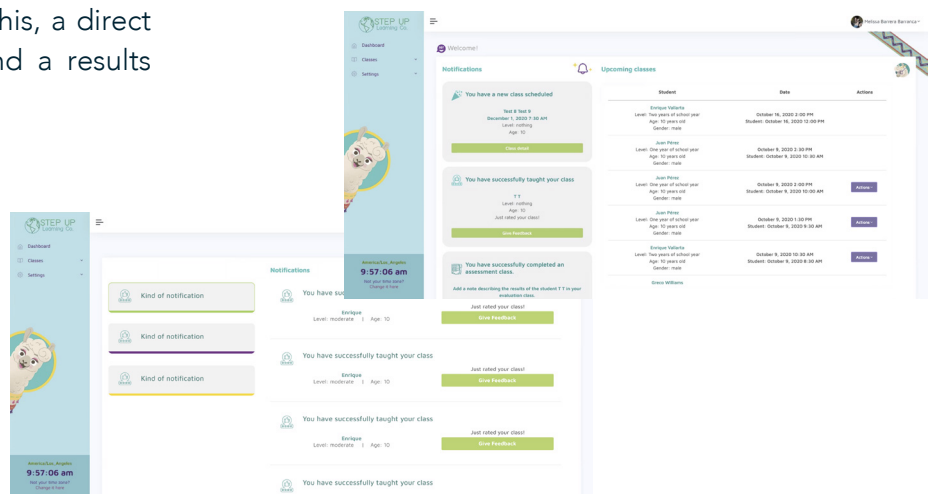 his, a direct
nd a results
STEP UP
Learning Co.
Dashboard
Classes
Settings
America/Los_Angeles
9:57:06 am
Not your time zone?
Change it here
Melissa Barrera Barrerca
Welcome!
Notifications
You have a new class scheduled
Test 8 Test 9
December 1, 2020 7:30 AM
Level: nothing
Age: 10
Class detail
You have successfully taught your class
T T
Level: nothing
Age: 10
Just rated your class!
Give Feedback
You have successfully completed an
assessment class.
Add a note describing the results of the student T T in your
evaluation class.
Upcoming classes
Student Date Actions
Enrique Vallarta
Level: Two years of school year
Age: 10 years old
Gender: male
October 16, 2020 2:00 PM
Student: October 16, 2020 12:00 PM
Juan Pérez
Level: One year of school year
Age: 10 years old
Gender: male
October 9, 2020 2:30 PM
Student: October 9, 2020 10:30 AM
Juan Pérez
Level: One year of school year
Age: 10 years old
Gender: male
October 9, 2020 2:00 PM
Student: October 9, 2020 10:00 AM
Actions
Juan Pérez
Level: One year of school year
Age: 10 years old
Gender: male
October 9, 2020 1:30 PM
Student: October 9, 2020 9:30 AM
Actions
Enrique Vallarta
Level: Two years of school year
Age: 10 years old
Gender: male
October 9, 2020 10:30 AM
Student: October 9, 2020 8:30 AM
Actions
Greco Williams
STEP UP
Learning Co.
Dashboard
Classes
Settings
America/Los_Angeles
9:57:06 am
Not your time zone?
Change it here
Kind of notification
Kind of notification
Kind of notification
Notifications
You have suc
Enrique
Level: moderate | Age: 10
Just rated your class!
Give Feedback
You have successfully taught your class
Enrique
Level: moderate | Age: 10
Just rated your class!
Give Feedback
You have successfully taught your class
Enrique
Level: moderate | Age: 10
Just rated your class!
Give Feedback
You have successfully taught your class